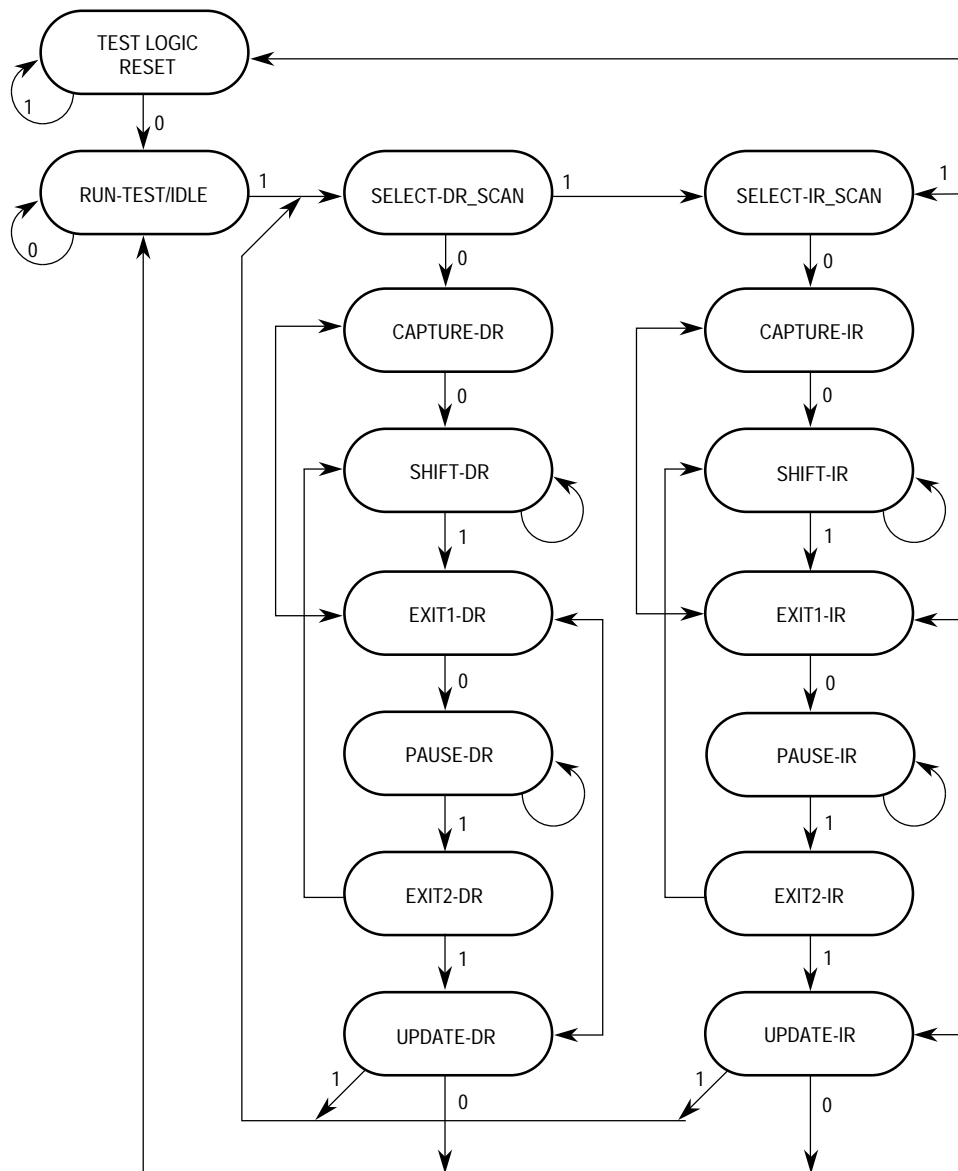 TEST LOGIC
RESET
1
0
RUN-TEST/IDLE
1
SELECT-DR_SCAN
1
SELECT-IR_SCAN
1
0
0
0
CAPTURE-DR
CAPTURE-IR
0
0
SHIFT-DR
SHIFT-IR
1
1
EXIT1-DR
EXIT1-IR
0
0
PAUSE-DR
PAUSE-IR
1
1
EXIT2-DR
EXIT2-IR
1
1
UPDATE-DR
UPDATE-IR
1
0
1
0